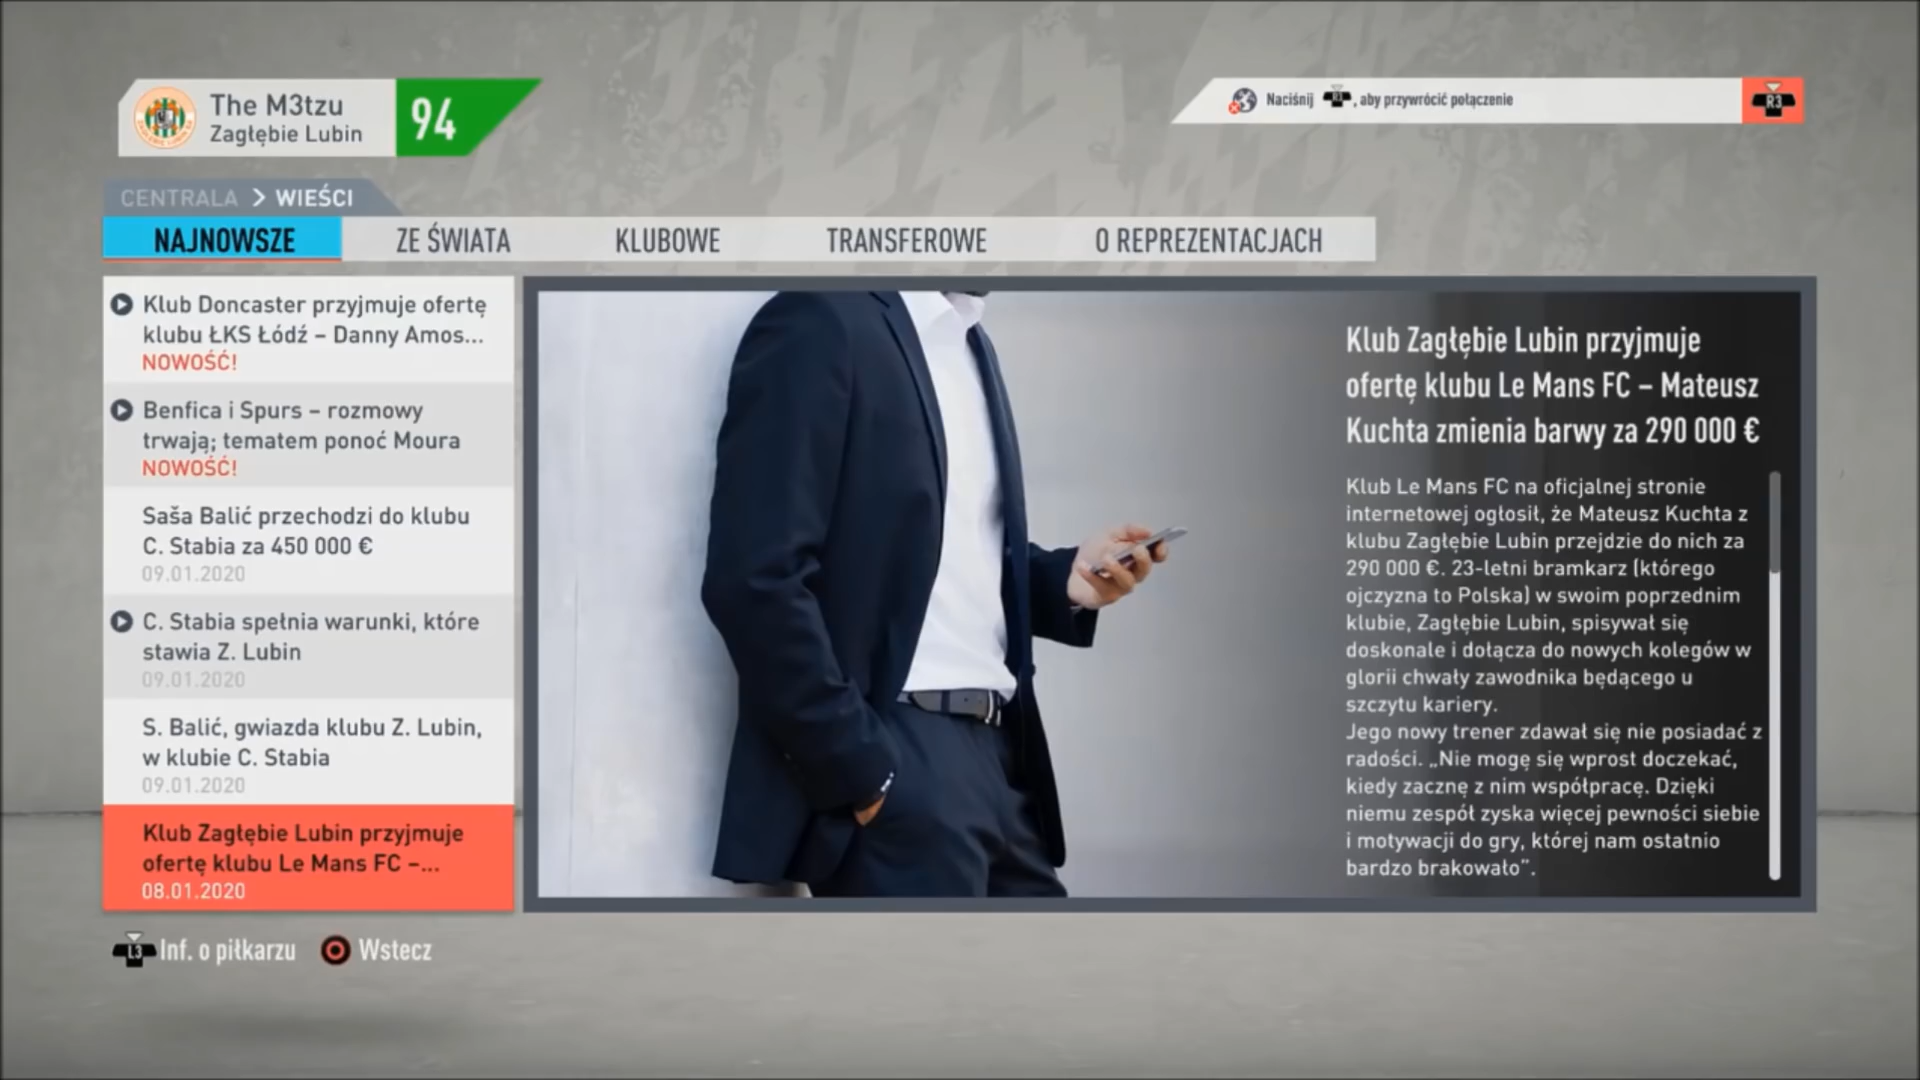 The M3tzu
Zagłębie Lubin
94
Naciśnij R3, aby przywrócić połączenie
R3
CENTRALA > WIEŚCI
NAJNOWSZE
ZE ŚWIATA
KLUBOWE
TRANSFEROWE
O REPREZENTACJACH
Klub Doncaster przyjmuje ofertę
klubu ŁKS Łódź – Danny Amos...
NOWOŚĆ!
Benfica i Spurs – rozmowy
trwają; tematem ponoć Moura
NOWOŚĆ!
Saša Balić przechodzi do klubu
C. Stabia za 450 000 €
09.01.2020
C. Stabia spełnia warunki, które
stawia Z. Lubin
09.01.2020
S. Balić, gwiazda klubu Z. Lubin,
w klubie C. Stabia
09.01.2020
Klub Zagłębie Lubin przyjmuje
ofertę klubu Le Mans FC –...
08.01.2020
Klub Zagłębie Lubin przyjmuje
ofertę klubu Le Mans FC – Mateusz
Kuchta zmienia barwy za 290 000 €
Klub Le Mans FC na oficjalnej stronie
internetowej ogłosił, że Mateusz Kuchta z
klubu Zagłębie Lubin przejdzie do nich za
290 000 €. 23-letni bramkarz (którego
ojczyzna to Polska) w swoim poprzednim
klubie, Zagłębie Lubin, spisywał się
doskonale i dołącza do nowych kolegów w
glorii chwały zawodnika będącego u
szczytu kariery.
Jego nowy trener zdawał się nie posiadać z
radości. „Nie mogę się wprost doczekać,
kiedy zacznę z nim współpracę. Dzięki
niemu zespół zyska więcej pewności siebie
i motywacji do gry, której nam ostatnio
bardzo brakowało”.
L3 Inf. o piłkarzu
Wstecz